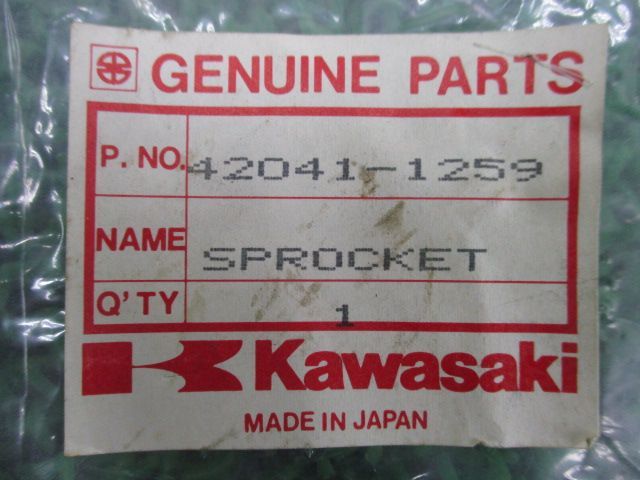 GENUINE PARTS
P. NO. 42041-1259
NAME SPROCKET
Q'TY 1
Kawasaki
MADE IN JAPAN